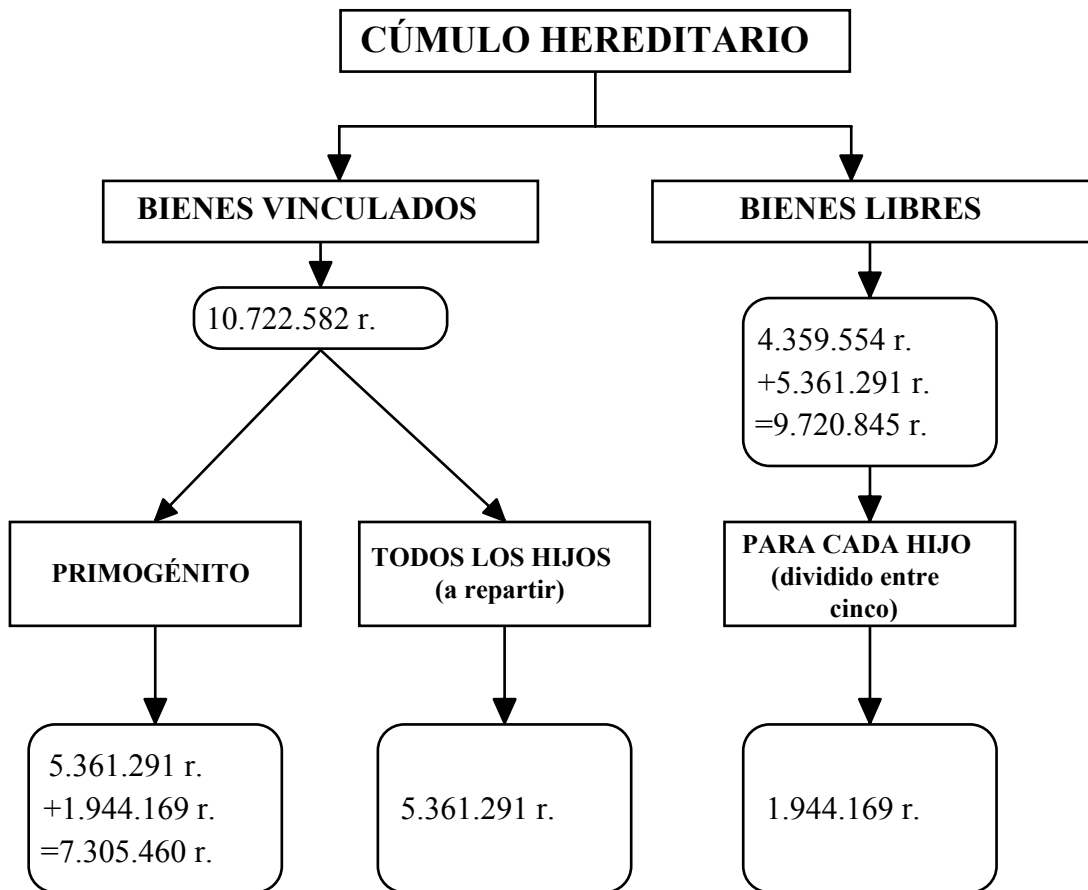 CÚMULO HEREDITARIO
BIENES VINCULADOS
BIENES LIBRES
10.722.582 r.
4.359.554 r.
+5.361.291 r.
=9.720.845 r.
PRIMOGÉNITO
TODOS LOS HIJOS
(a repartir)
PARA CADA HIJO
(dividido entre
cinco)
5.361.291 r.
+1.944.169 r.
=7.305.460 r.
5.361.291 r.
1.944.169 r.